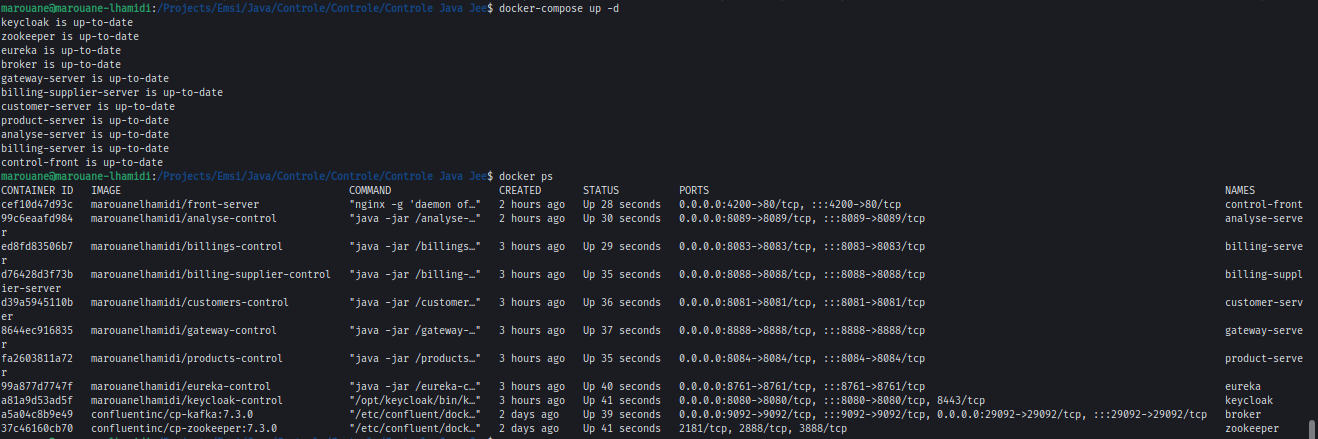 marouane@marouane-lhamidi:/Projects/Emsi/Java/Controle/Controle/Controle Java Jee$ docker-compose up -d
keycloak is up-to-date
zookeeper is up-to-date
eureka is up-to-date
broker is up-to-date
gateway-server is up-to-date
billing-supplier-server is up-to-date
customer-server is up-to-date
product-server is up-to-date
analyse-server is up-to-date
billing-server is up-to-date
control-front is up-to-date
marouane@marouane-lhamidi:/Projects/Emsi/Java/Controle/Controle/Controle Java Jee$ docker ps
CONTAINER ID   IMAGE                                      COMMAND                  CREATED       STATUS          PORTS                                                                                      NAMES
cef10d47d93c   marouanelhamidi/front-server               "nginx -g 'daemon of…"   2 hours ago   Up 28 seconds   0.0.0.0:4200->80/tcp, :::4200->80/tcp                                                      control-front
99c6eaafd984   marouanelhamidi/analyse-control            "java -jar /analyse-…"   2 hours ago   Up 30 seconds   0.0.0.0:8089->8089/tcp, :::8089->8089/tcp                                                  analyse-serve
r
ed8fd83506b7   marouanelhamidi/billings-control           "java -jar /billings…"   3 hours ago   Up 29 seconds   0.0.0.0:8083->8083/tcp, :::8083->8083/tcp                                                  billing-serve
r
d76428d3f73b   marouanelhamidi/billing-supplier-control   "java -jar /billing-…"   3 hours ago   Up 35 seconds   0.0.0.0:8088->8088/tcp, :::8088->8088/tcp                                                  billing-suppl
ier-server
d39a5945110b   marouanelhamidi/customers-control          "java -jar /customer…"   3 hours ago   Up 36 seconds   0.0.0.0:8081->8081/tcp, :::8081->8081/tcp                                                  customer-serv
er
8644ec916835   marouanelhamidi/gateway-control            "java -jar /gateway-…"   3 hours ago   Up 37 seconds   0.0.0.0:8888->8888/tcp, :::8888->8888/tcp                                                  gateway-serve
r
fa2603811a72   marouanelhamidi/products-control           "java -jar /products…"   3 hours ago   Up 35 seconds   0.0.0.0:8084->8084/tcp, :::8084->8084/tcp                                                  product-serve
r
99a877d7747f   marouanelhamidi/eureka-control             "java -jar /eureka-c…"   3 hours ago   Up 40 seconds   0.0.0.0:8761->8761/tcp, :::8761->8761/tcp                                                  eureka
a81a9d53ad5f   marouanelhamidi/keycloak-control           "/opt/keycloak/bin/k…"   3 hours ago   Up 41 seconds   0.0.0.0:8080->8080/tcp, :::8080->8080/tcp, 8443/tcp                                        keycloak
a5a04c8b9e49   confluentinc/cp-kafka:7.3.0                "/etc/confluent/dock…"   2 days ago    Up 39 seconds   0.0.0.0:9092->9092/tcp, :::9092->9092/tcp, 0.0.0.0:29092->29092/tcp, :::29092->29092/tcp   broker
37c46160cb70   confluentinc/cp-zookeeper:7.3.0            "/etc/confluent/dock…"   2 days ago    Up 41 seconds   2181/tcp, 2888/tcp, 3888/tcp                                                               zookeeper